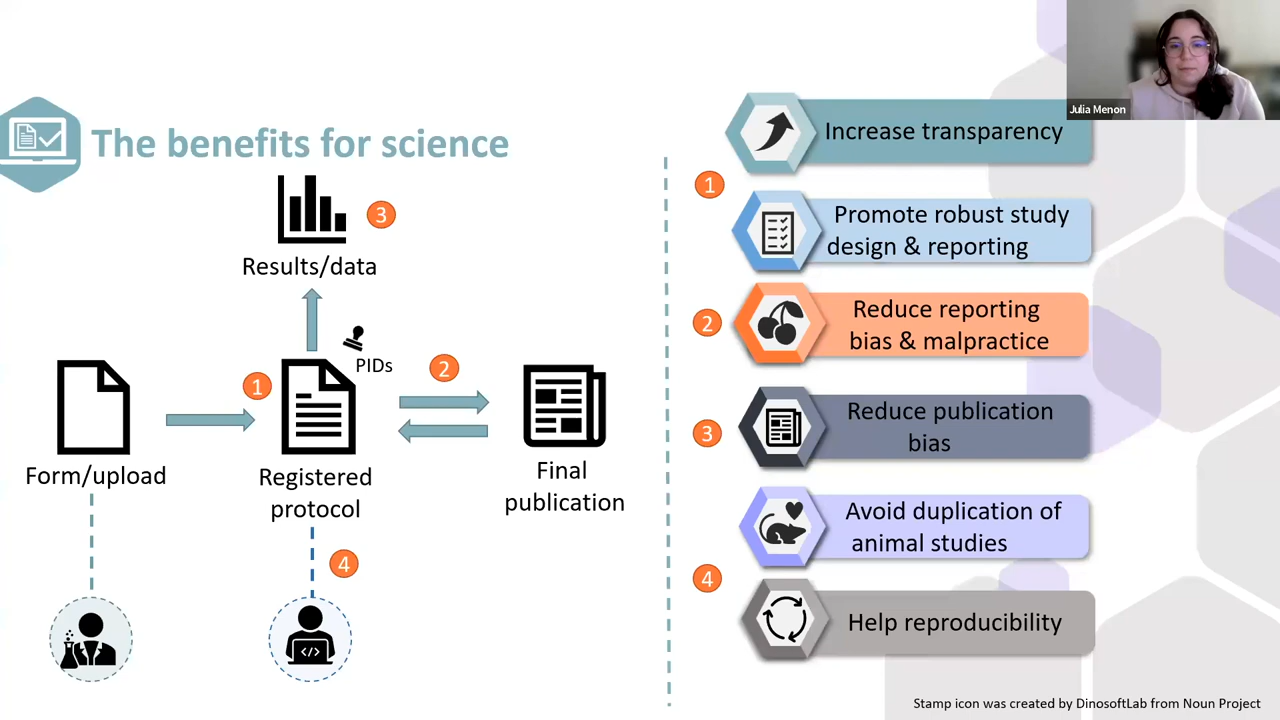 Julia Menon
The benefits for science
3
Results/data
PIDs
2
1
Form/upload
Registered
protocol
Final
publication
4
Increase transparency
1
Promote robust study
design & reporting
2
Reduce reporting
bias & malpractice
3
Reduce publication
bias
Avoid duplication of
animal studies
4
Help reproducibility
</>
Stamp icon was created by DinosoftLab from Noun Project